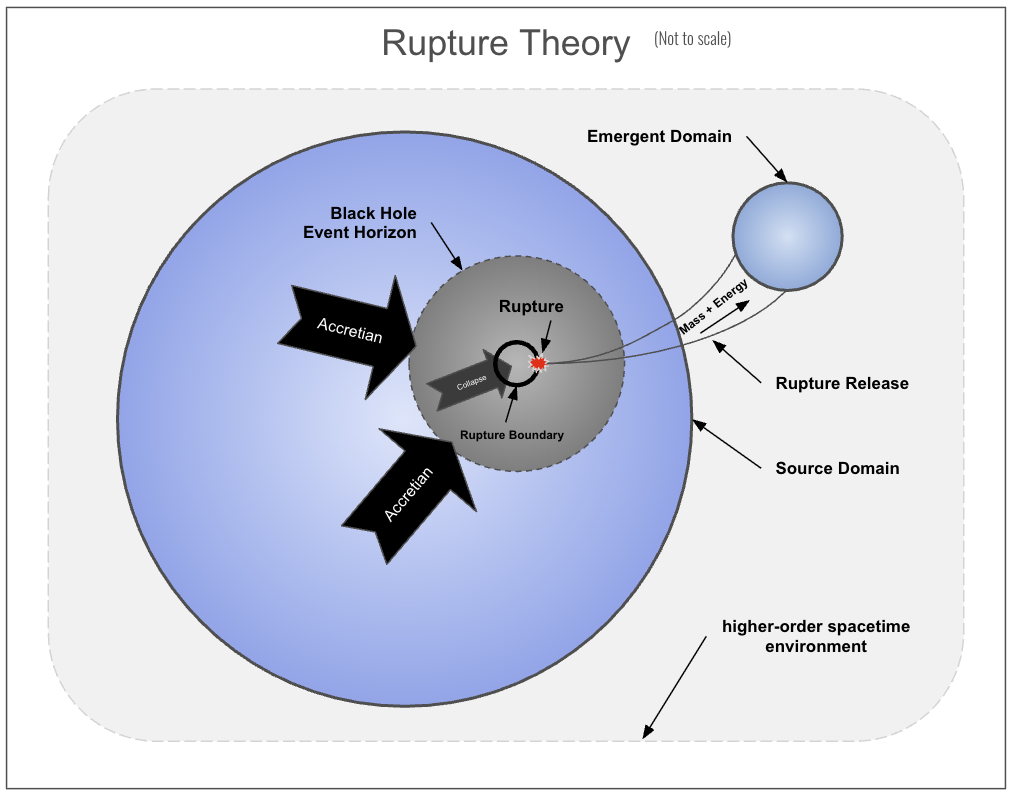 Rupture Theory (Not to scale)
Emergent Domain
Black Hole
Event Horizon
Rupture
Mass + Energy
Accretian
Collapse
Rupture Release
Rupture Boundary
Source Domain
Accretian
higher-order spacetime
environment